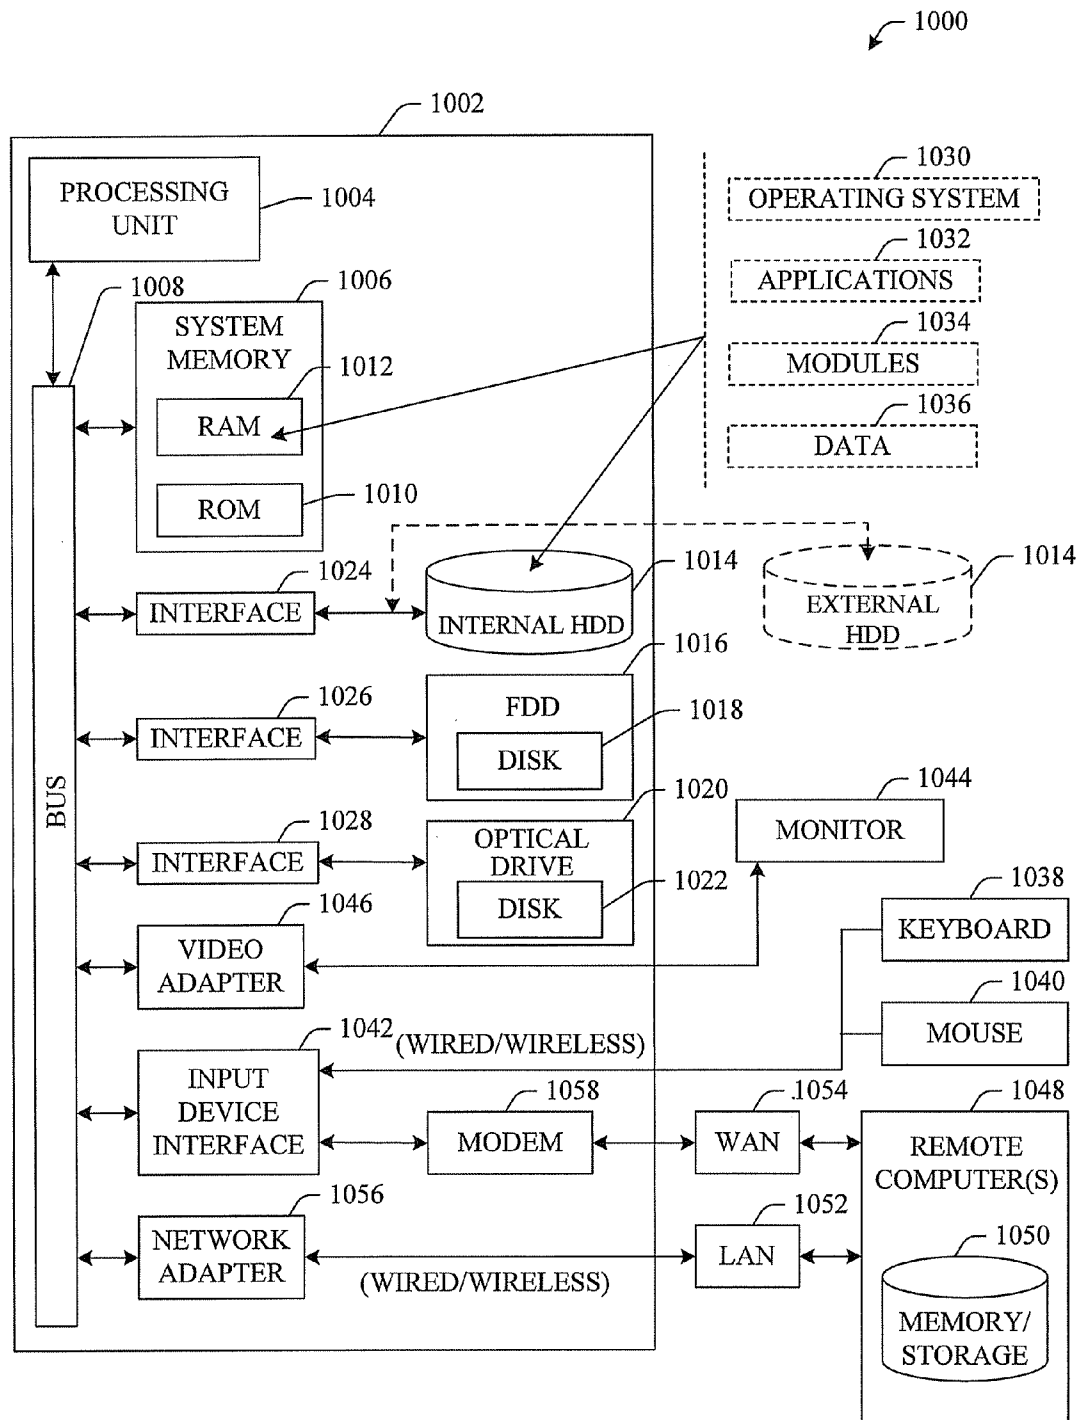 1000
1002
PROCESSING
UNIT
1004
1030
OPERATING SYSTEM
1032
APPLICATIONS
1034
MODULES
1036
DATA
1008
1006
SYSTEM
MEMORY
1012
RAM
1010
ROM
1024
INTERFACE
1014
INTERNAL HDD
1014
EXTERNAL
HDD
1026
INTERFACE
1016
FDD
1018
DISK
BUS
1028
INTERFACE
1020
OPTICAL
DRIVE
1022
DISK
1044
MONITOR
1046
VIDEO
ADAPTER
1038
KEYBOARD
1040
MOUSE
1042
(WIRED/WIRELESS)
INPUT
DEVICE
INTERFACE
1058
MODEM
1054
WAN
1048
REMOTE
COMPUTER(S)
1056
NETWORK
ADAPTER
(WIRED/WIRELESS)
1052
LAN
1050
MEMORY/
STORAGE